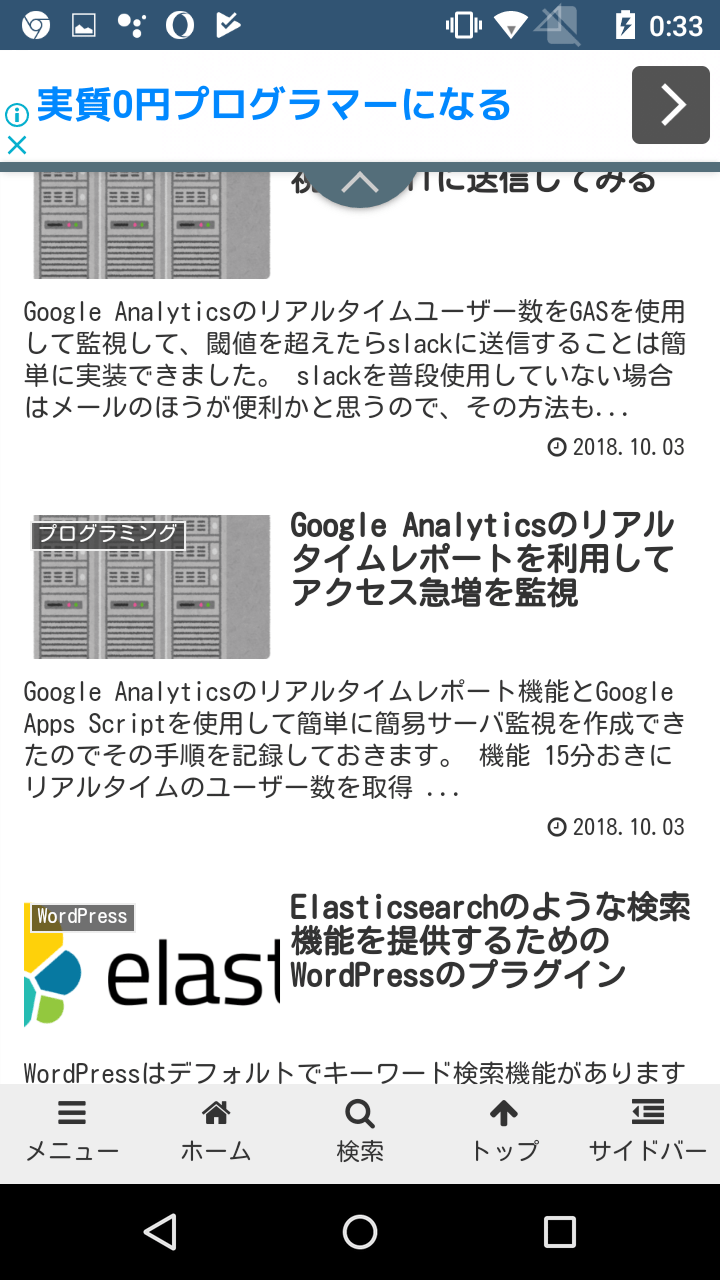 0:33
実質0円プログラマーになる
に送信してみる
Google Analyticsのリアルタイムユーザー数をGASを使用
して監視して、閾値を超えたらslackに送信することは簡
単に実装できました。 slackを普段使用していない場合
はメールのほうが便利かと思うので、その方法も...
2018.10.03
プログラミング
Google Analyticsのリアル
タイムレポートを利用して
アクセス急増を監視
Google Analyticsのリアルタイムレポート機能とGoogle
Apps Scriptを使用して簡単に簡易サーバ監視を作成でき
たのでその手順を記録しておきます。 機能 15分おきに
リアルタイムのユーザー数を取得 ...
2018.10.03
WordPress
elast
Elasticsearchのような検索
機能を提供するための
WordPressのプラグイン
WordPressはデフォルトでキーワード検索機能があります
メニュー
ホーム
検索
トップ
サイドバー